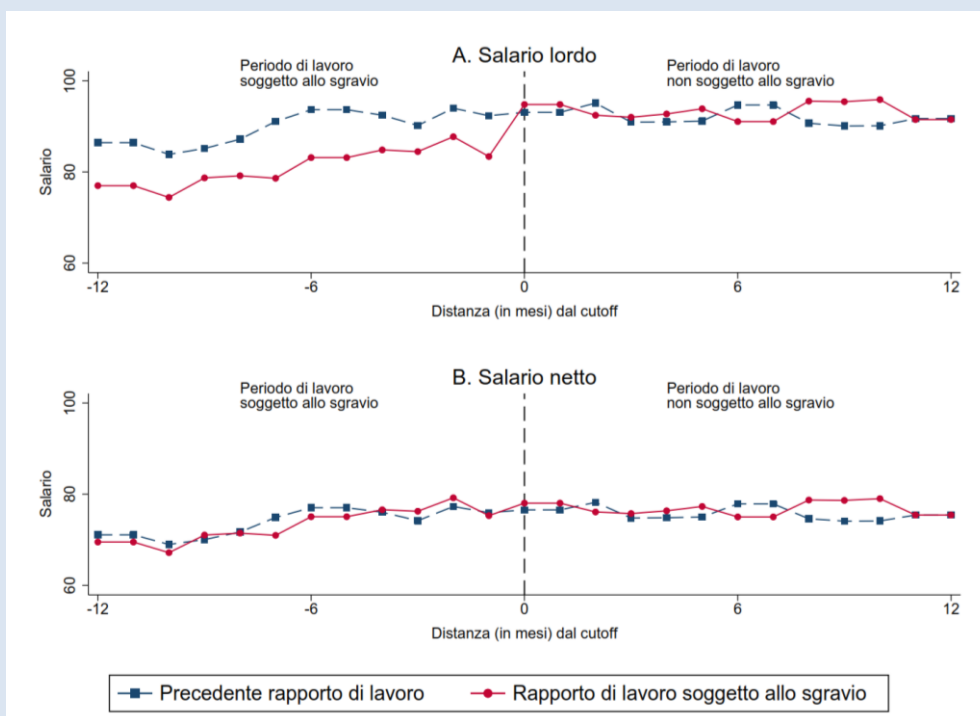 A. Salario lordo
Periodo di lavoro
soggetto allo sgravio
Periodo di lavoro
non soggetto allo sgravio
Salario
100
80
60
-12
-6
0
6
12
Distanza (in mesi) dal cutoff
B. Salario netto
Periodo di lavoro
soggetto allo sgravio
Periodo di lavoro
non soggetto allo sgravio
Salario
100
80
60
-12
-6
0
6
12
Distanza (in mesi) dal cutoff
Precedente rapporto di lavoro
Rapporto di lavoro soggetto allo sgravio